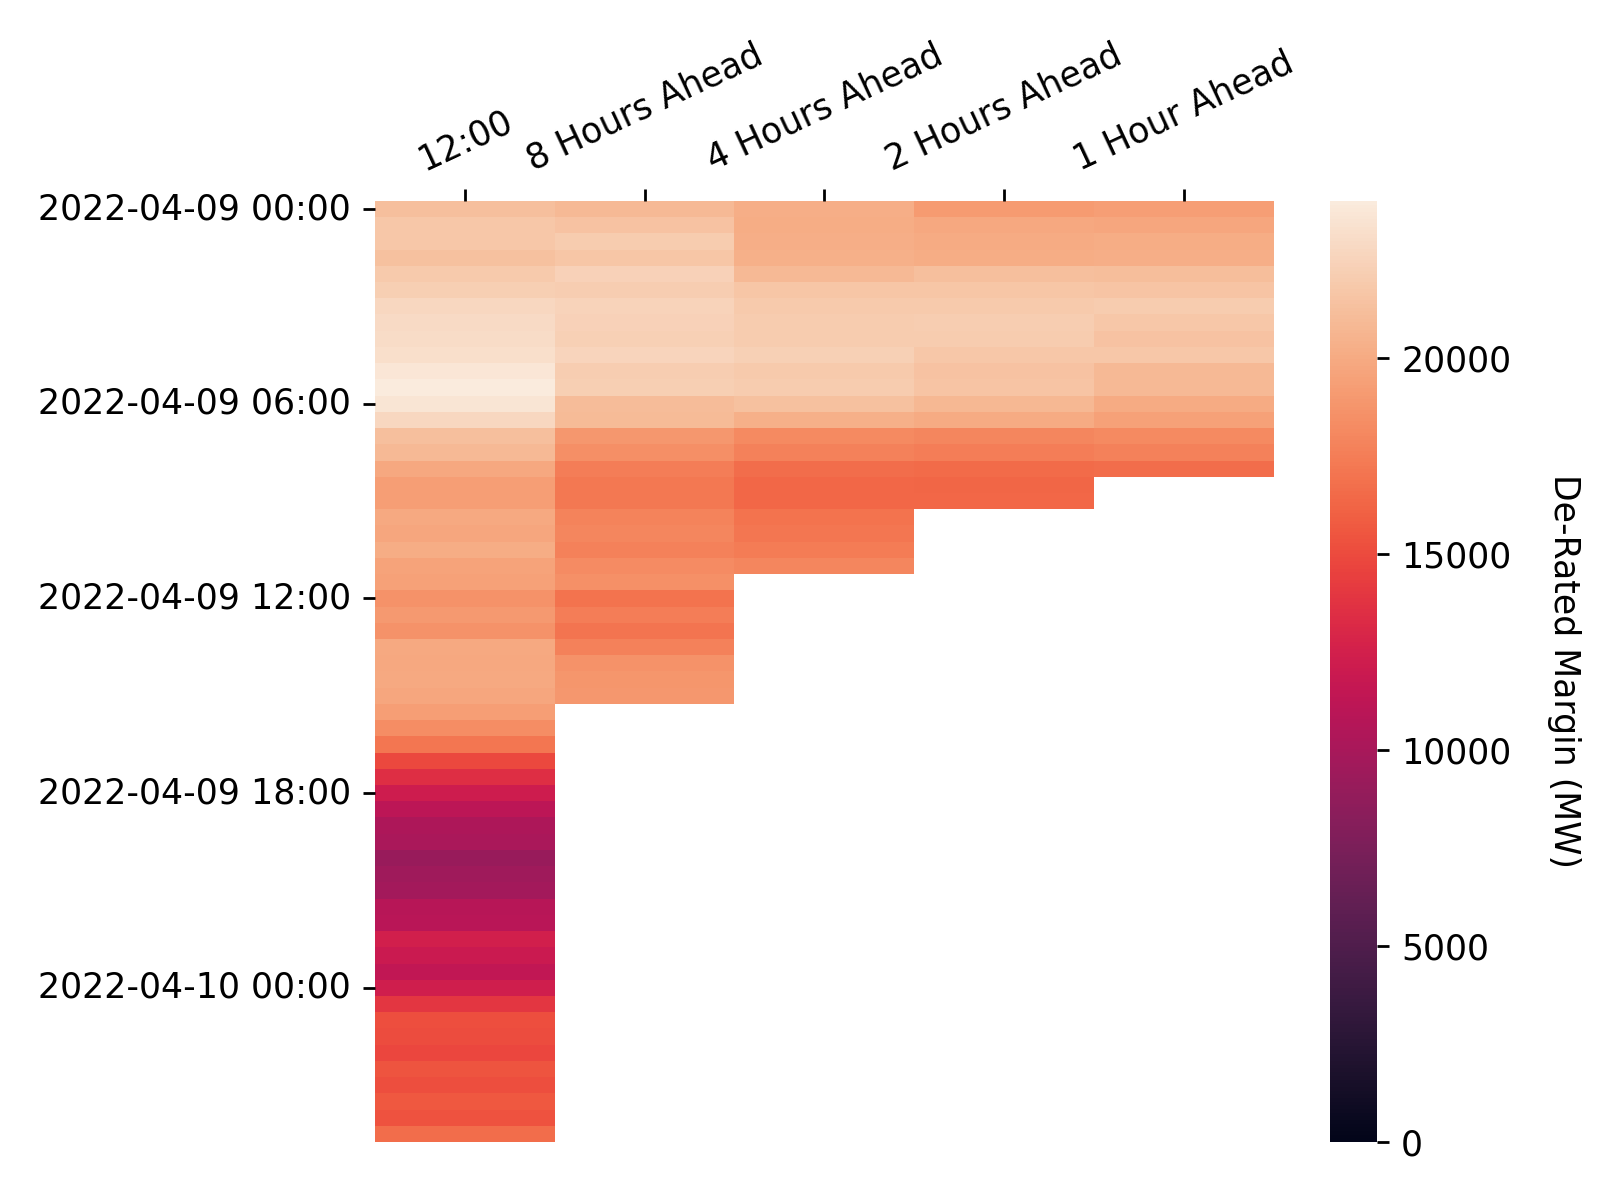 12:00
8 Hours Ahead
4 Hours Ahead
2 Hours Ahead
1 Hour Ahead
2022-04-09 00:00
2022-04-09 06:00
2022-04-09 12:00
2022-04-09 18:00
2022-04-10 00:00
20000
15000
10000
5000
0
De-Rated Margin (MW)